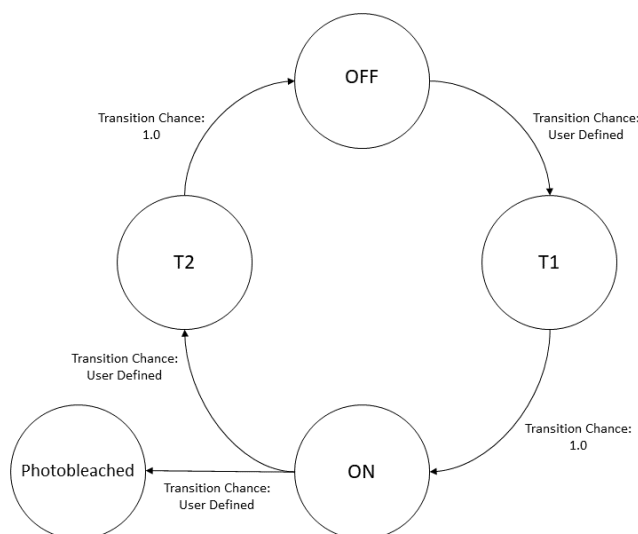 OFF
Transition Chance:
1.0
Transition Chance:
User Defined
T2
T1
Transition Chance:
User Defined
Transition Chance:
1.0
Photobleached
ON
Transition Chance:
User Defined